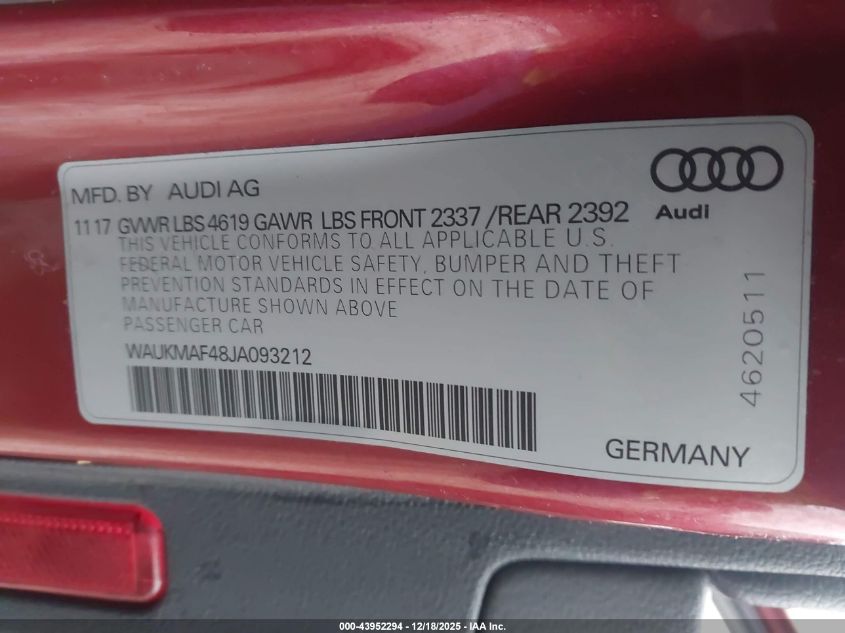 MFD. BY AUDI AG
Audi
11 17 GVWR LBS 4619 GAWR LBS FRONT 2337 /REAR 2392
THIS VEHICLE CONFORMS TO ALL APPLICABLE U.S.
FEDERAL MOTOR VEHICLE SAFETY, BUMPER AND THEFT
PREVENTION STANDARDS IN EFFECT ON THE DATE OF
MANUFACTURE SHOWN ABOVE
PASSENGER CAR
WAUKMAF48JA093212
4620511
GERMANY
000-43952294 - 12/18/2025 - IAA Inc.